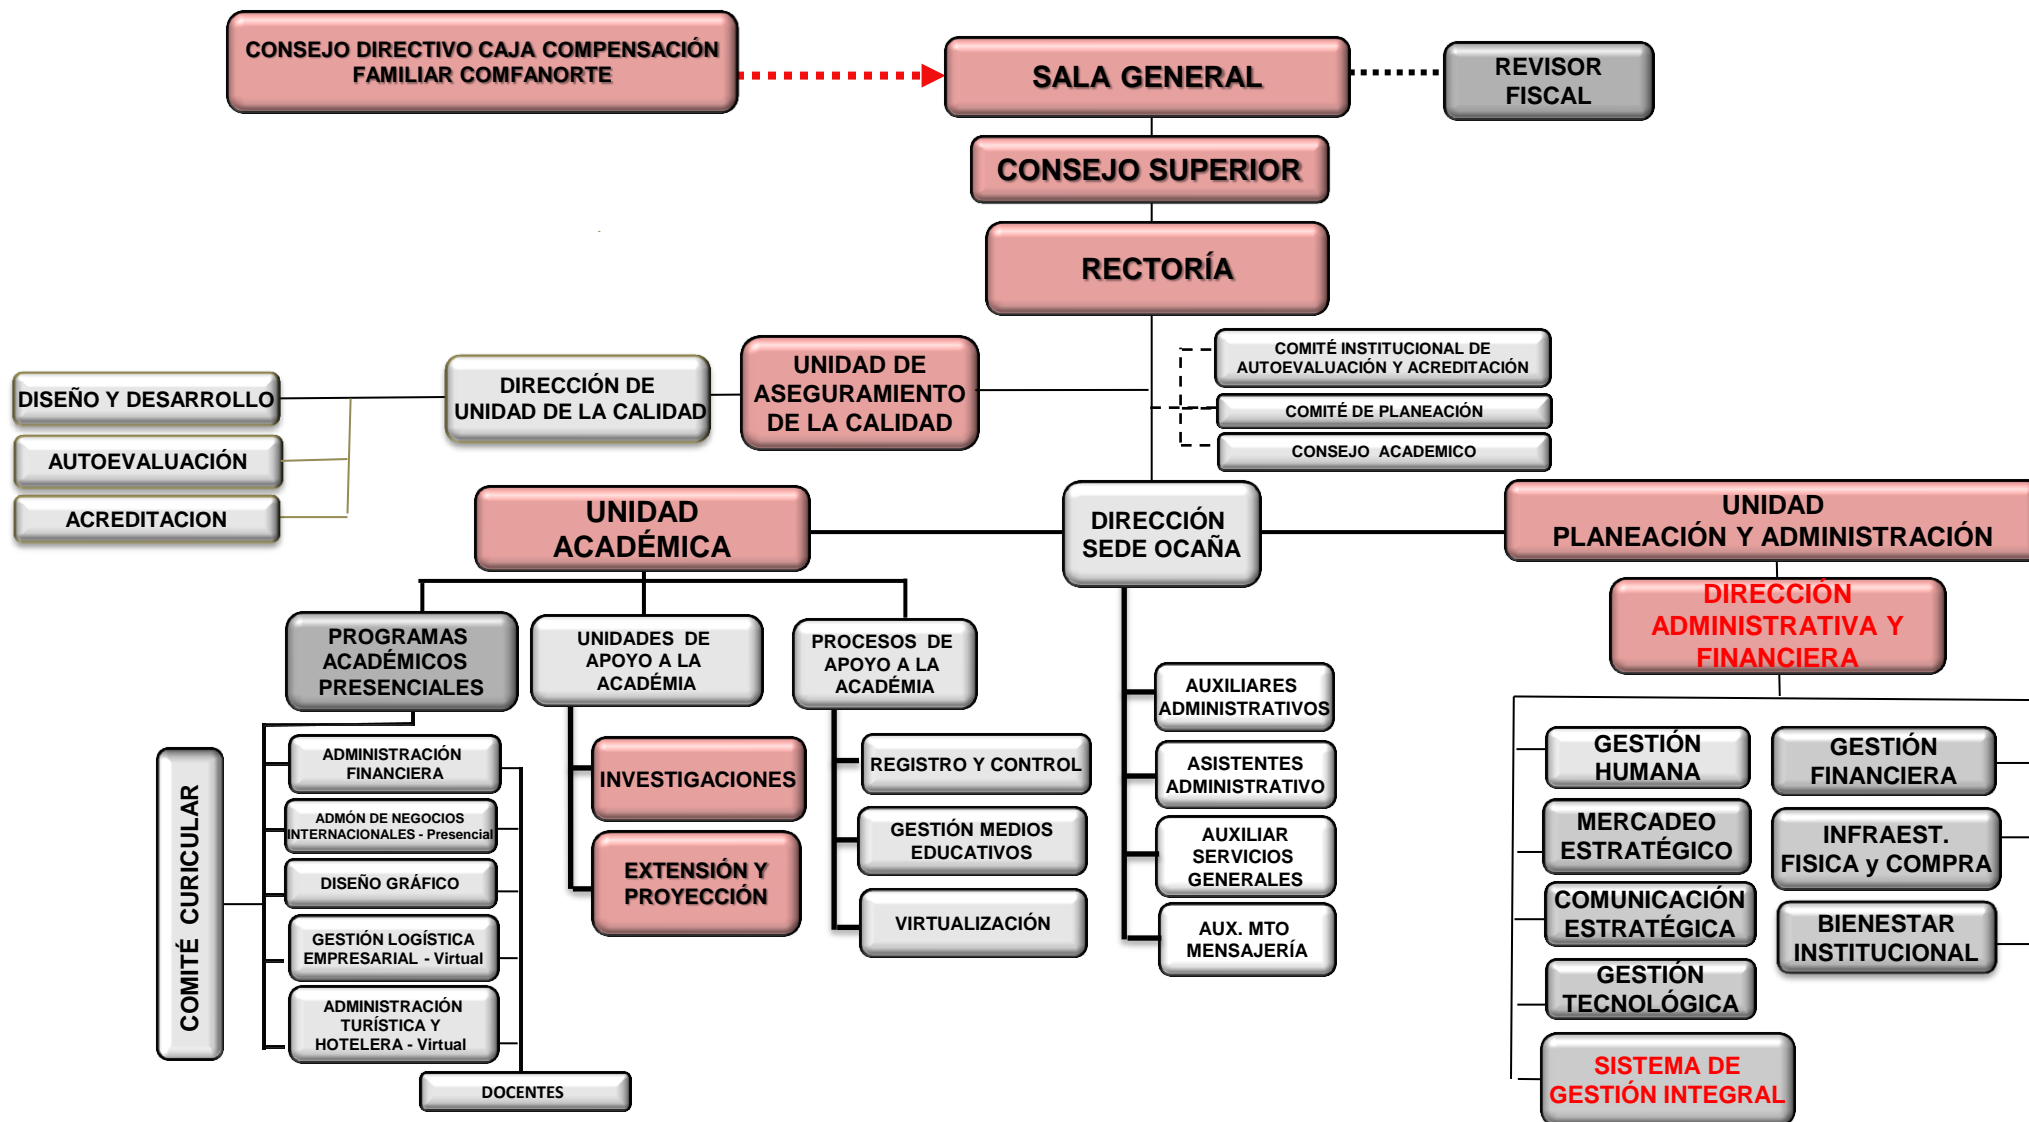 CONSEJO DIRECTIVO CAJA COMPENSACIÓN
FAMILIAR COMFANORTE
SALA GENERAL
REVISOR
FISCAL
CONSEJO SUPERIOR
RECTORÍA
COMITÉ INSTITUCIONAL DE
AUTOEVALUACIÓN Y ACREDITACIÓN
COMITÉ DE PLANEACIÓN
CONSEJO ACADEMICO
UNIDAD DE
ASEGURAMIENTO
DE LA CALIDAD
DIRECCIÓN DE
UNIDAD DE LA CALIDAD
DISEÑO Y DESARROLLO
AUTOEVALUACIÓN
ACREDITACION
UNIDAD
ACADÉMICA
DIRECCIÓN
SEDE OCAÑA
UNIDAD
PLANEACIÓN Y ADMINISTRACIÓN
DIRECCIÓN
ADMINISTRATIVA Y
FINANCIERA
PROGRAMAS
ACADÉMICOS
PRESENCIALES
UNIDADES DE
APOYO A LA
ACADÉMIA
PROCESOS DE
APOYO A LA
ACADÉMIA
COMITÉ CURICULAR
ADMINISTRACIÓN
FINANCIERA
ADMÓN DE NEGOCIOS
INTERNACIONALES - Presencial
DISEÑO GRÁFICO
GESTIÓN LOGÍSTICA
EMPRESARIAL - Virtual
ADMINISTRACIÓN
TURÍSTICA Y
HOTELERA - Virtual
DOCENTES
INVESTIGACIONES
EXTENSIÓN Y
PROYECCIÓN
REGISTRO Y CONTROL
GESTIÓN MEDIOS
EDUCATIVOS
VIRTUALIZACIÓN
AUXILIARES
ADMINISTRATIVOS
ASISTENTES
ADMINISTRATIVO
AUXILIAR
SERVICIOS
GENERALES
AUX. MTO
MENSAJERÍA
GESTIÓN
HUMANA
MERCADEO
ESTRATÉGICO
COMUNICACIÓN
ESTRATÉGICA
GESTIÓN
TECNOLÓGICA
SISTEMA DE
GESTIÓN INTEGRAL
GESTIÓN
FINANCIERA
INFRAEST.
FISICA y COMPRA
BIENESTAR
INSTITUCIONAL